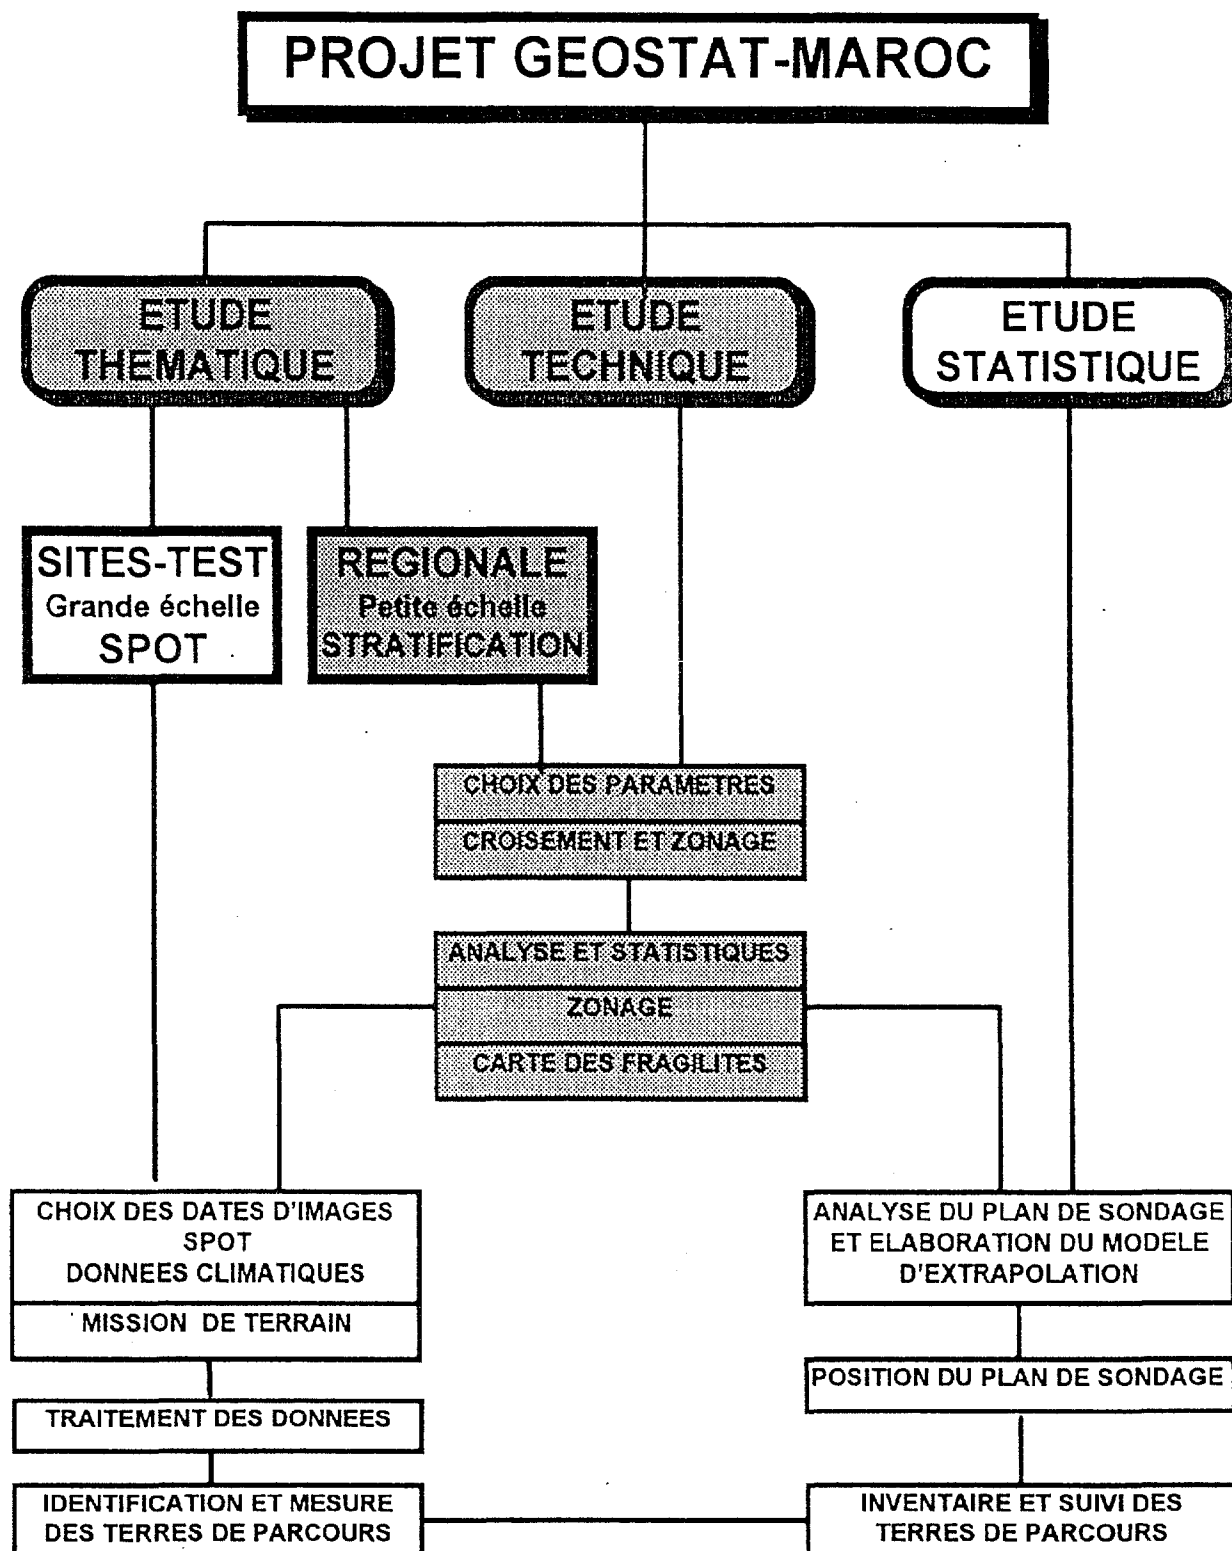 PROJET GEOSTAT-MAROC
ETUDE
THEMATIQUE
ETUDE
TECHNIQUE
ETUDE
STATISTIQUE
SITES-TEST
Grande échelle
SPOT
REGIONALE
Petite échelle
STRATIFICATION
CHOIX DES PARAMETRES
CROISEMENT ET ZONAGE
ANALYSE ET STATISTIQUES
ZONAGE
CARTE DES FRAGILITES
CHOIX DES DATES D'IMAGES
SPOT
DONNEES CLIMATIQUES
MISSION DE TERRAIN
TRAITEMENT DES DONNEES
IDENTIFICATION ET MESURE
DES TERRES DE PARCOURS
ANALYSE DU PLAN DE SONDAGE
ET ELABORATION DU MODELE
D'EXTRAPOLATION
POSITION DU PLAN DE SONDAGE
INVENTAIRE ET SUIVI DES
TERRES DE PARCOURS